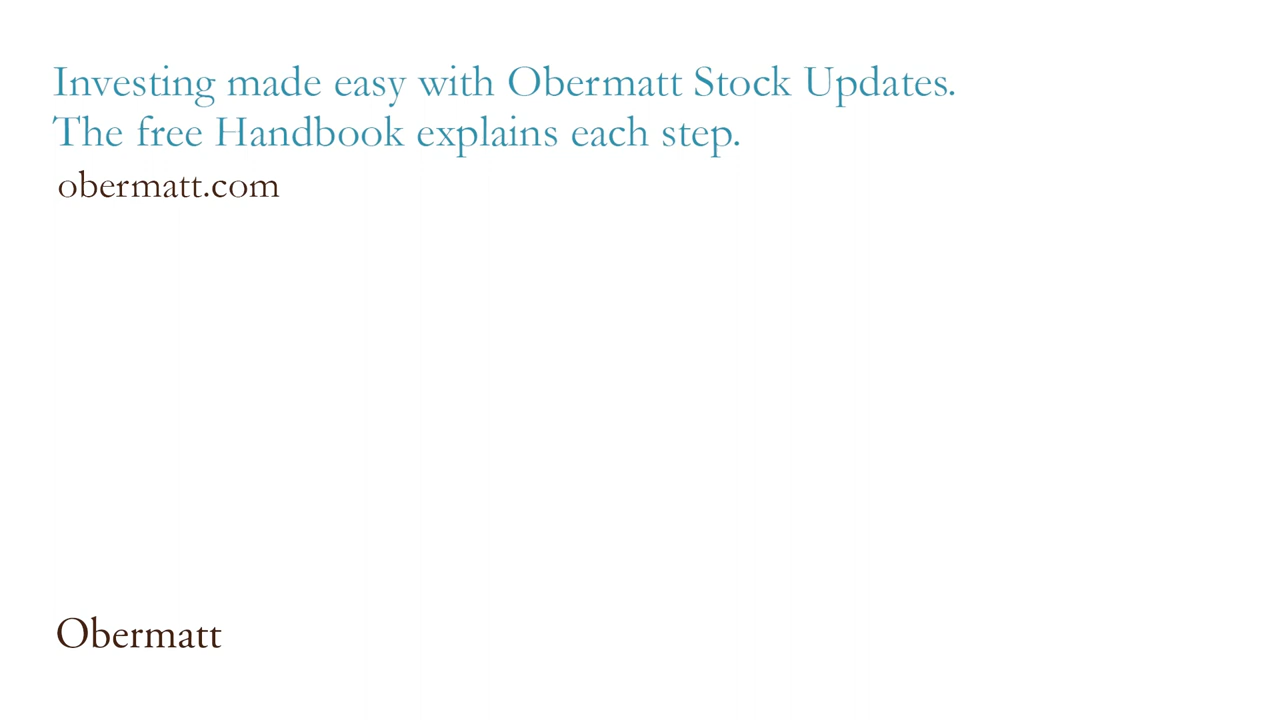 Investing made easy with Obermatt Stock Updates.
The free Handbook explains each step.
obermatt.com
Obermatt